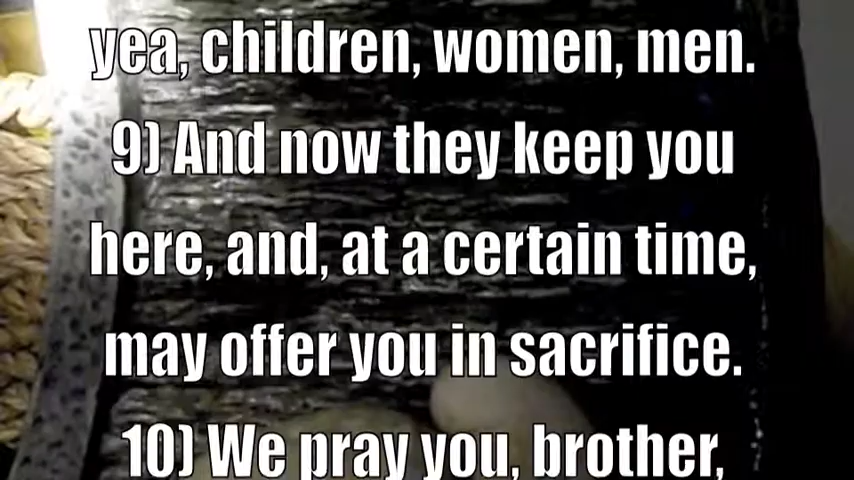 yea, children, women, men.
9) And now they keep you
here, and, at a certain time,
may offer you in sacrifice.
10) We pray you, brother,